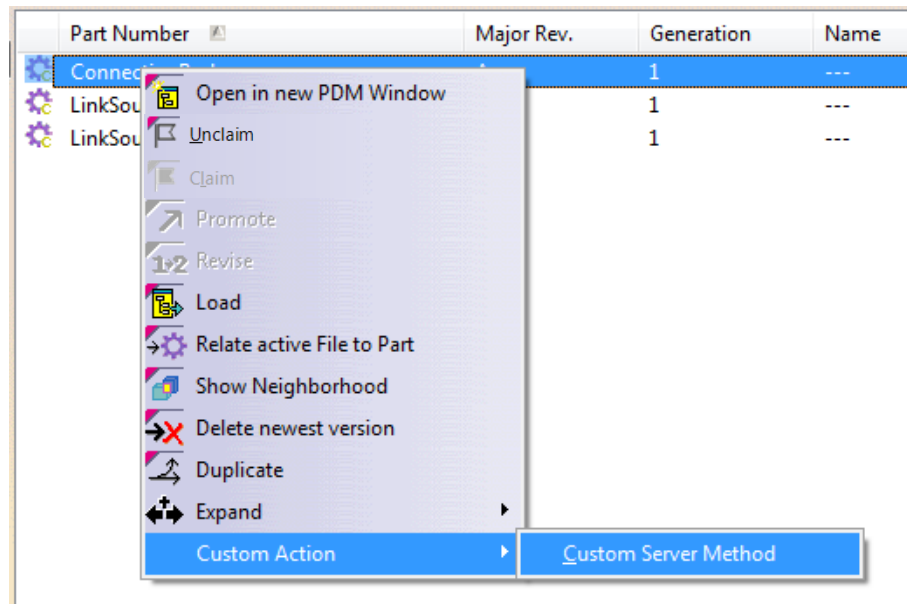 Part Number Major Rev. Generation Name
1 ---
LinkSou 1 ---
LinkSou 1 ---
Open in new PDM Window
Unclaim
Claim
Promote
Revise
Load
Relate active File to Part
Show Neighborhood
Delete newest version
Duplicate
Expand
Custom Action
Custom Server Method